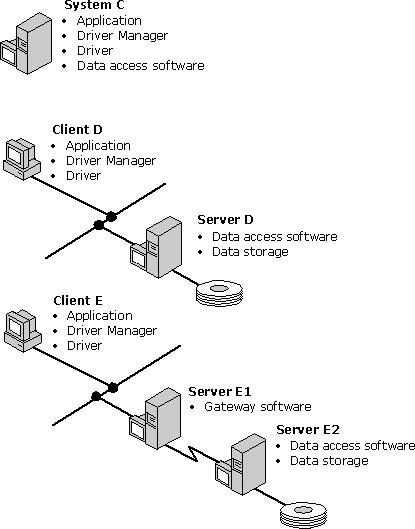 System C
• Application
• Driver Manager
• Driver
• Data access software
Client D
• Application
• Driver Manager
• Driver
Server D
• Data access software
• Data storage
Client E
• Application
• Driver Manager
• Driver
Server E1
• Gateway software
Server E2
• Data access software
• Data storage